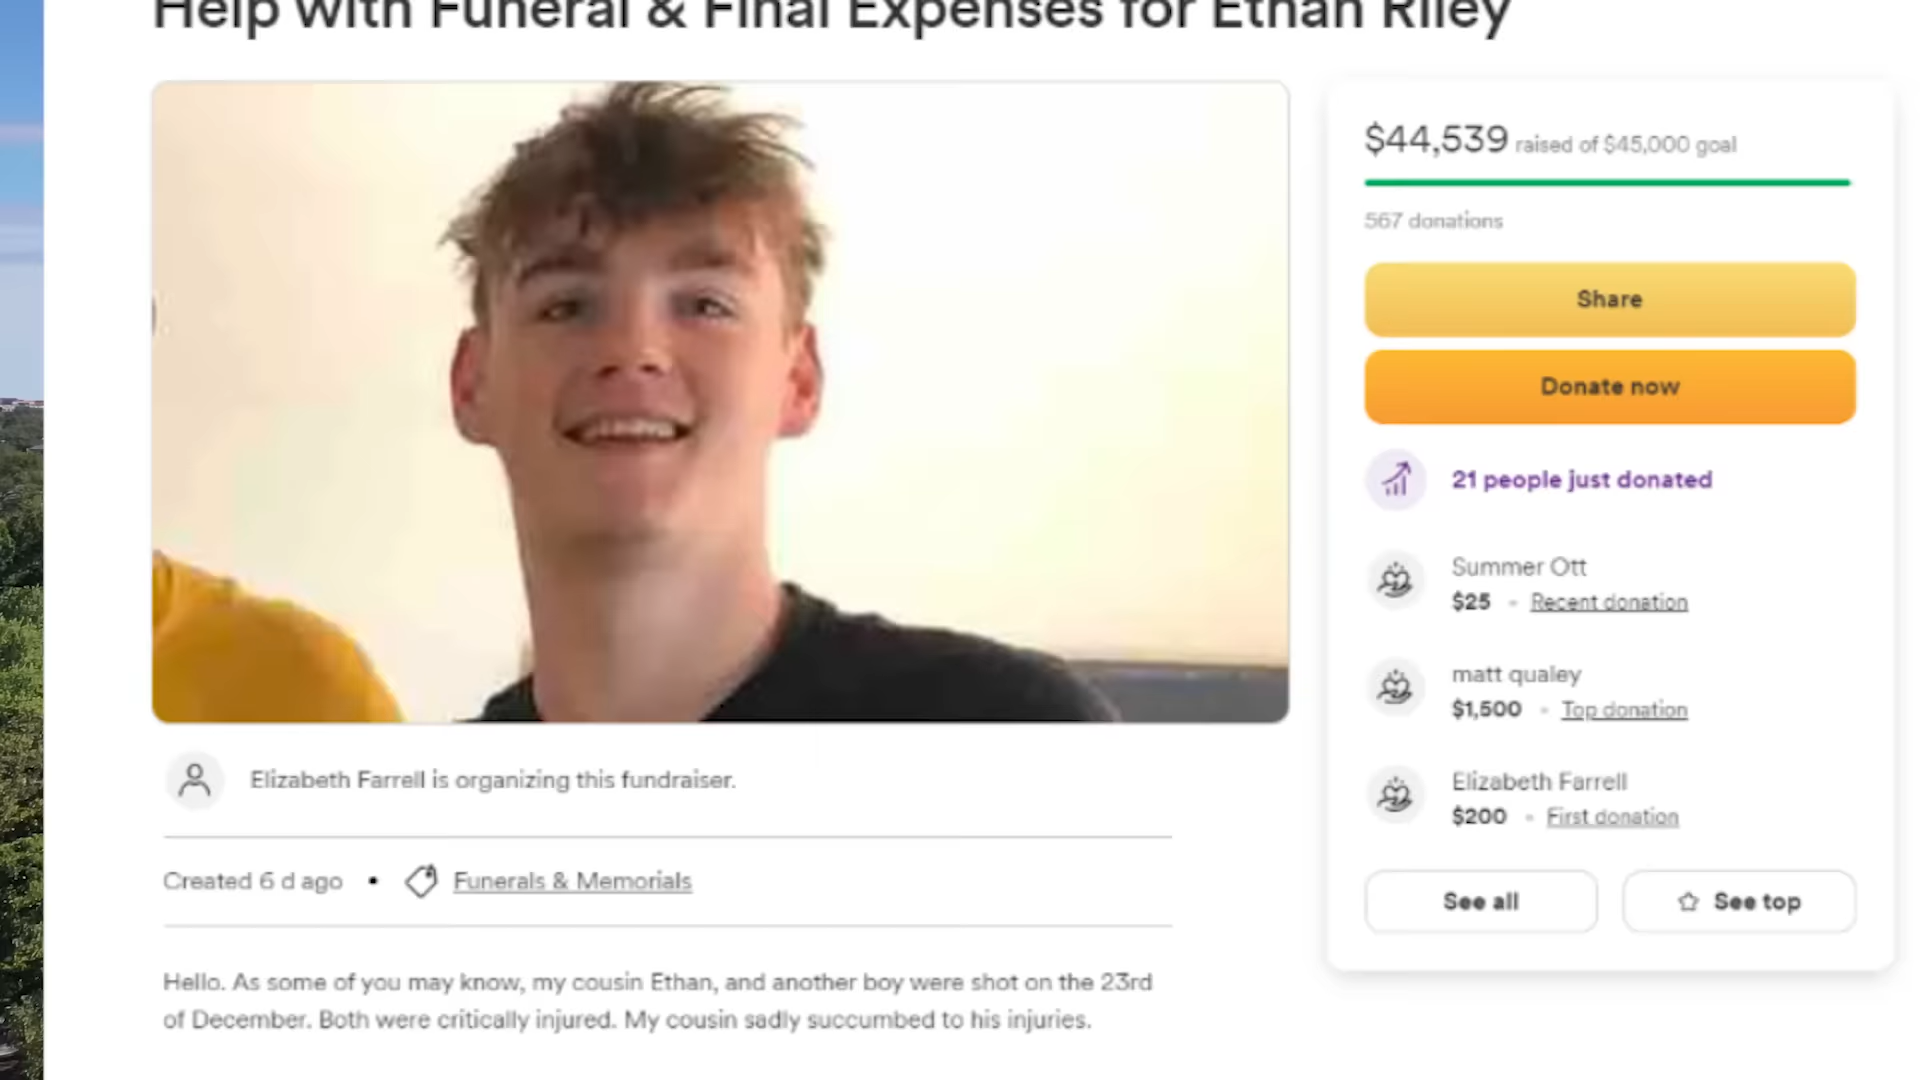 Help with Funeral & Final Expenses for Ethan Riley
$44,539 raised of $45,000 goal
567 donations
Share
Donate now
21 people just donated
Summer Ott
$25 • Recent donation
matt qualey
$1,500 • Top donation
Elizabeth Farrell
$200 • First donation
See all
See top
Elizabeth Farrell is organizing this fundraiser.
Created 6 d ago • Funerals & Memorials
Hello. As some of you may know, my cousin Ethan, and another boy were shot on the 23rd
of December. Both were critically injured. My cousin sadly succumbed to his injuries.